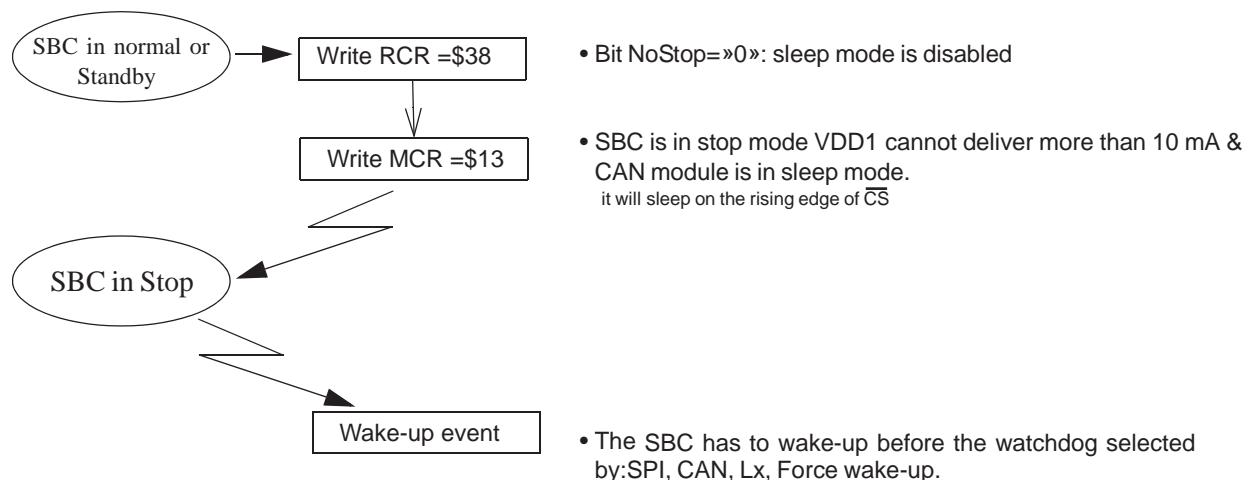 SBC in normal or
Standby
Write RCR =$38
• Bit NoStop=»0»: sleep mode is disabled
Write MCR =$13
• SBC is in stop mode VDD1 cannot deliver more than 10 mA &
CAN module is in sleep mode.
it will sleep on the rising edge of C̅S̅
SBC in Stop
Wake-up event
• The SBC has to wake-up before the watchdog selected
by:SPI, CAN, Lx, Force wake-up.